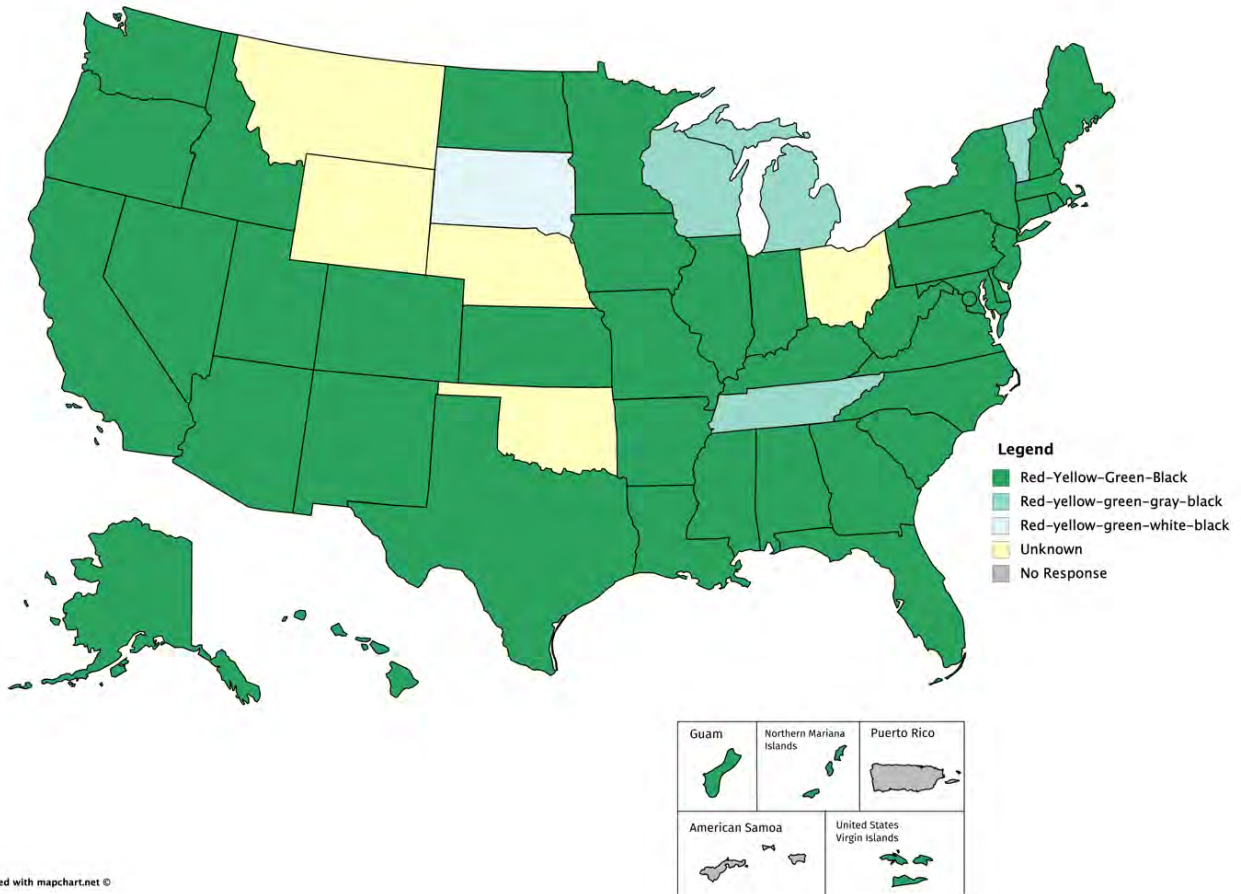 Legend
Red-Yellow-Green-Black
Red-yellow-green-gray-black
Red-yellow-green-white-black
Unknown
No Response
Guam
Northern Mariana
Islands
Puerto Rico
American Samoa
United States
Virgin Islands
ed with mapchart.net ©